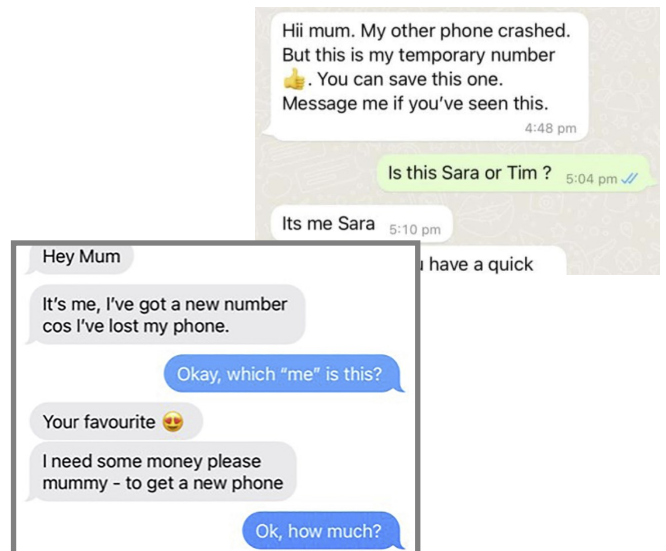 Hii mum. My other phone crashed.
But this is my temporary number
👍. You can save this one.
Message me if you've seen this.
4:48 pm
Is this Sara or Tim ? 5:04 pm
Its me Sara 5:10 pm
have a quick
Hey Mum
It's me, I've got a new number
cos I've lost my phone.
Okay, which “me” is this?
Your favourite 😍
I need some money please
mummy - to get a new phone
Ok, how much?